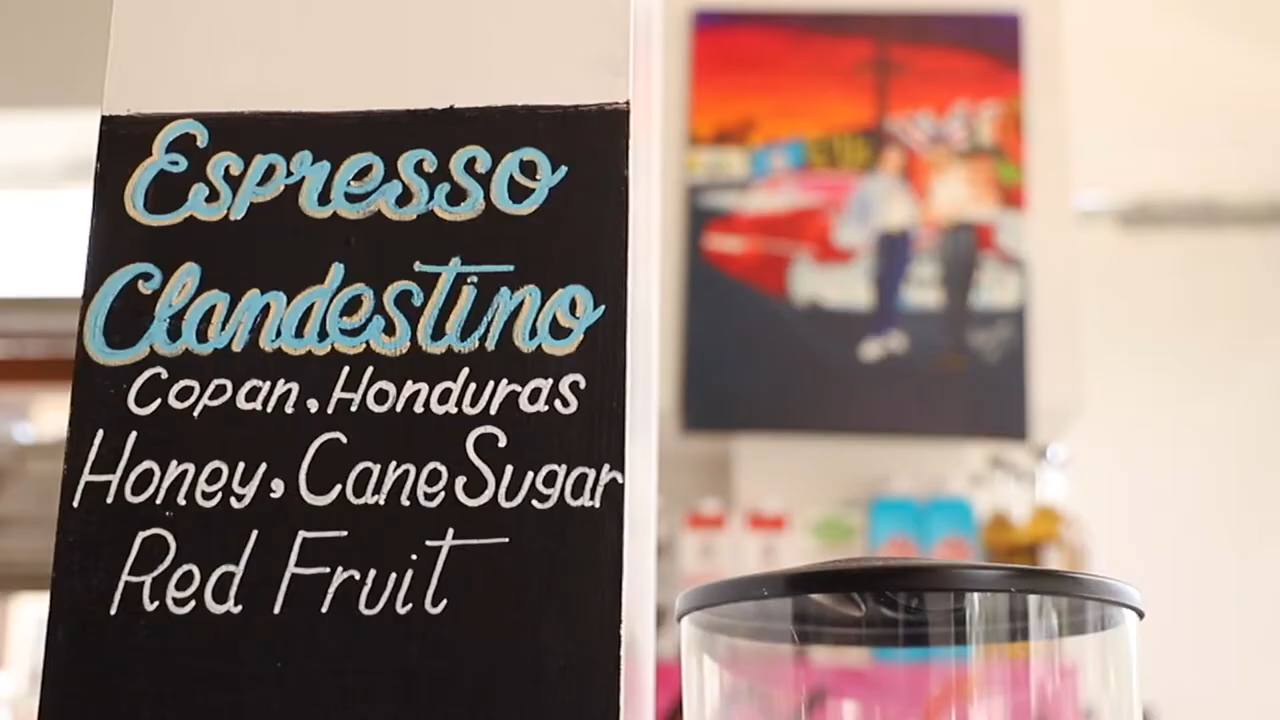 Espresso
Clandestino
Copan, Honduras
Honey, Cane Sugar
Red Fruit